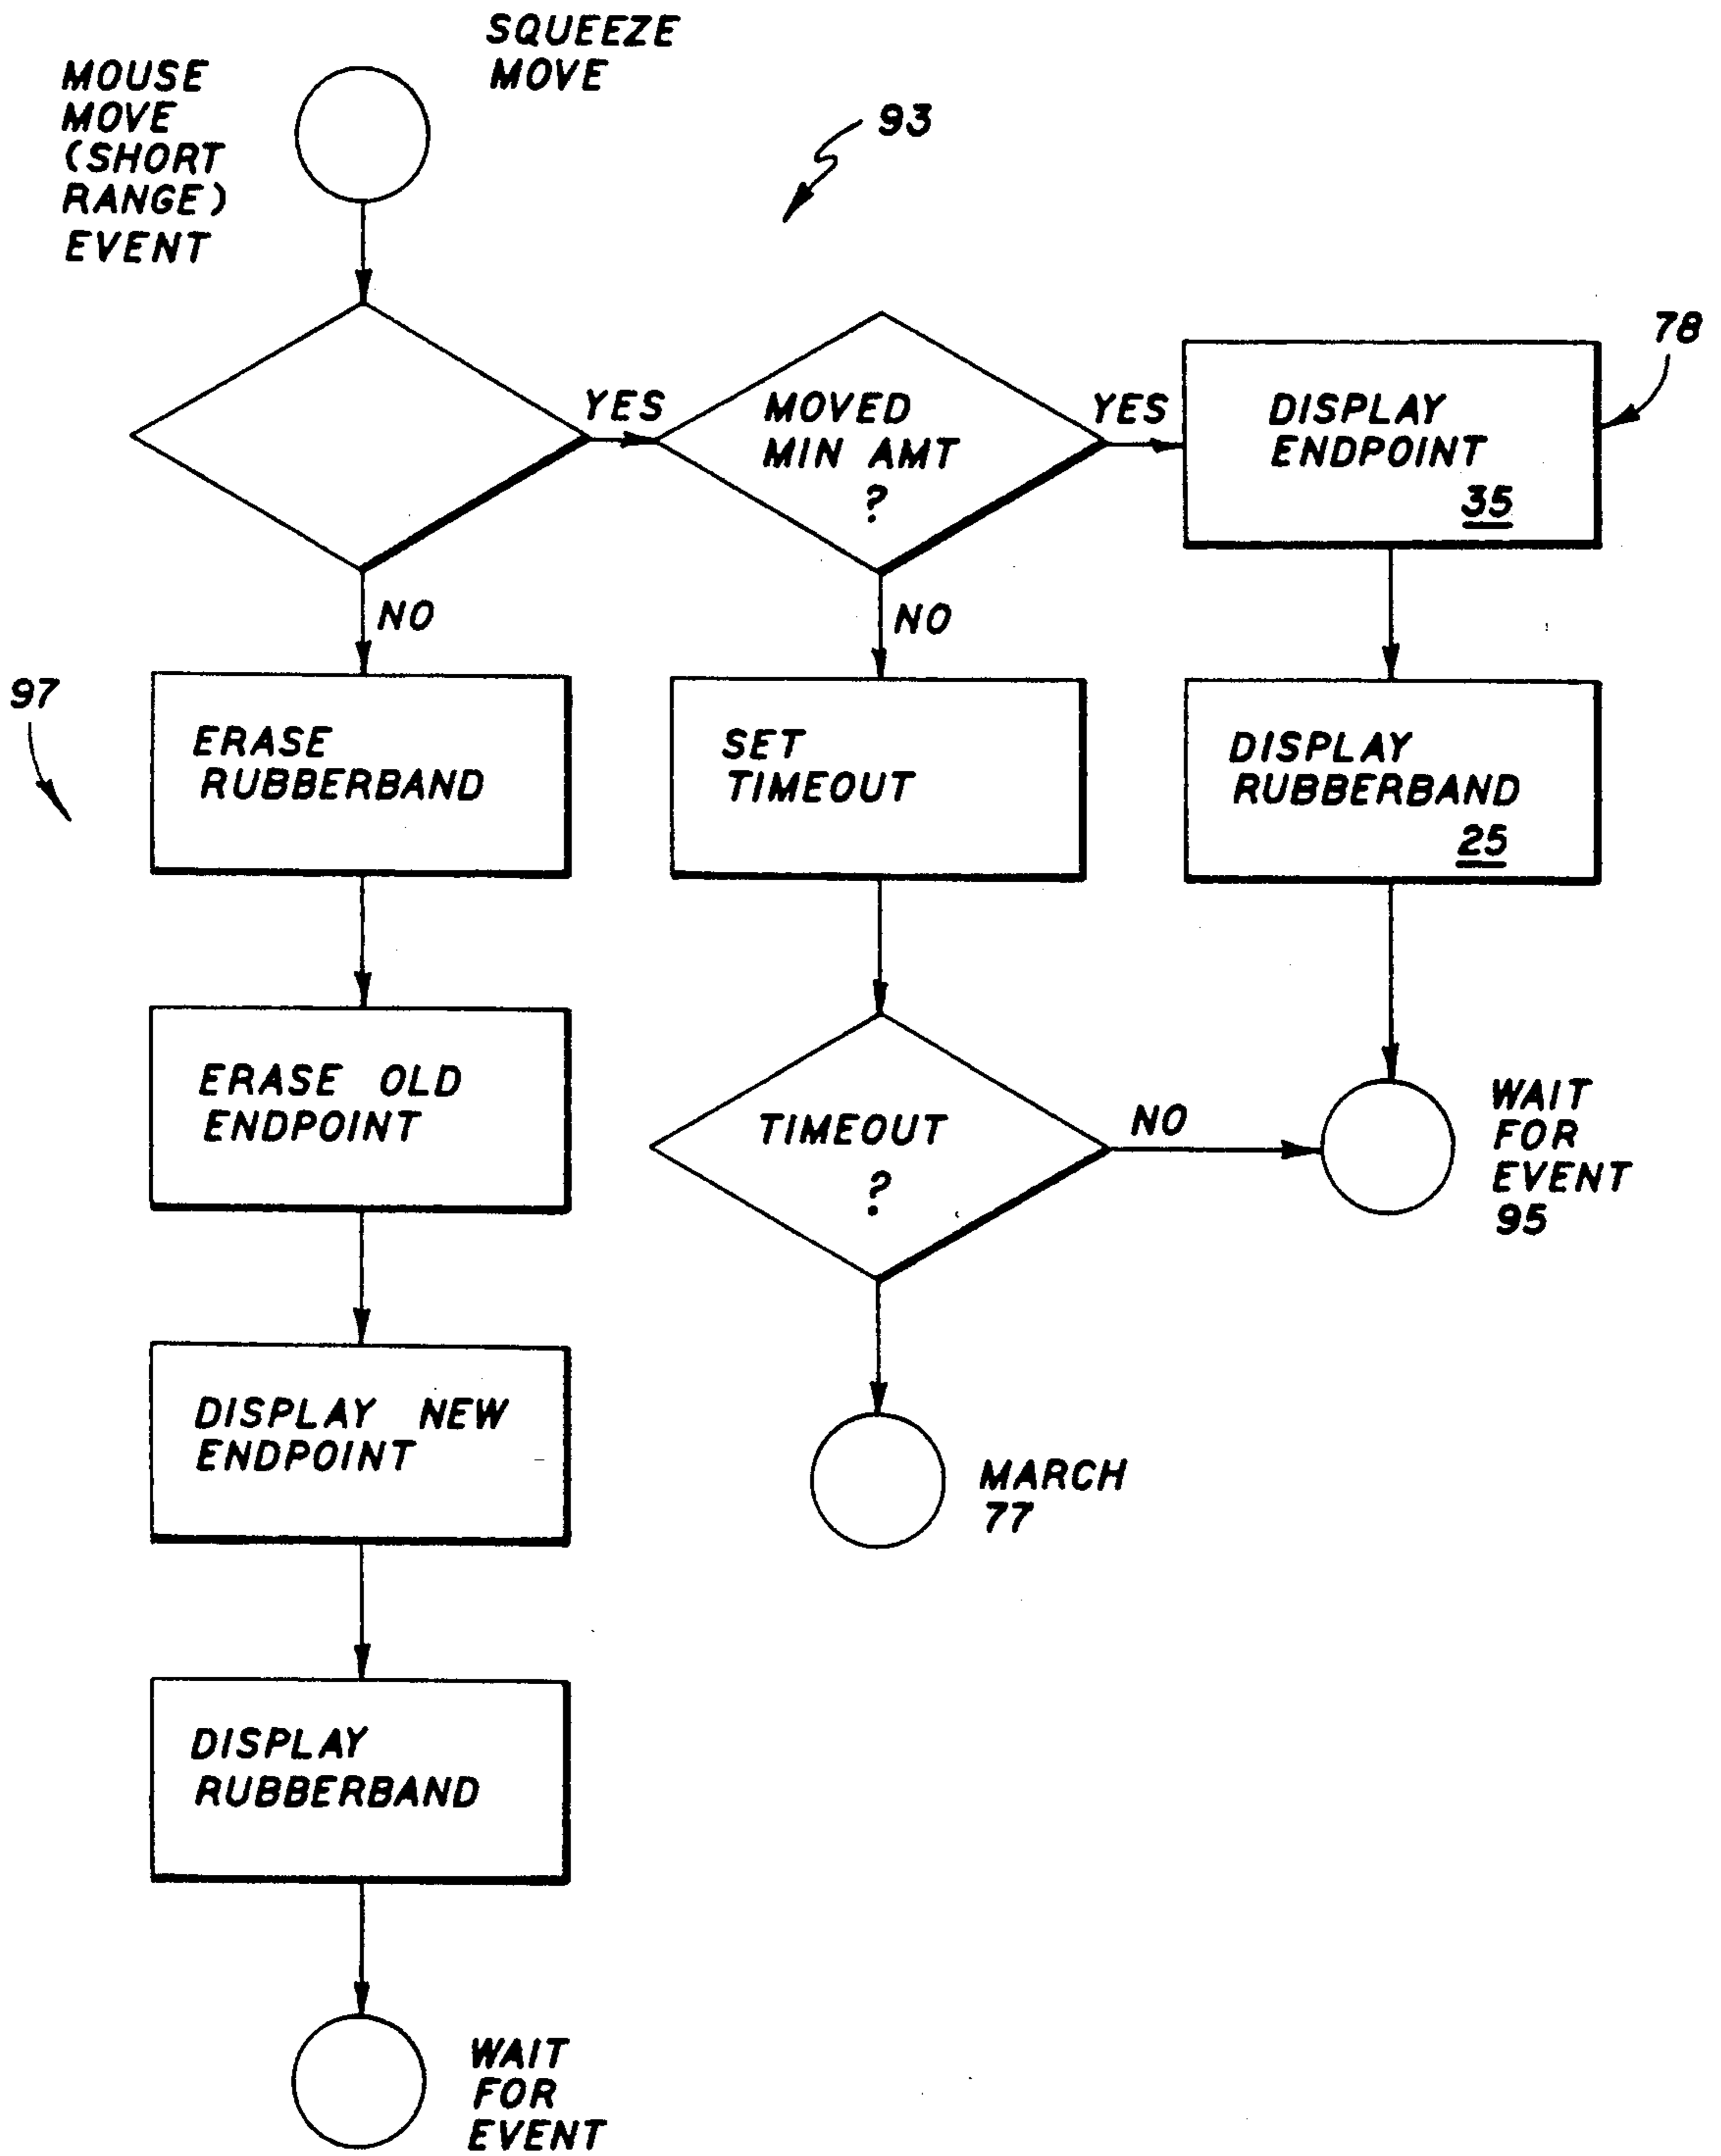 SQUEEZE
MOVE
MOUSE
MOVE
(SHORT
RANGE)
EVENT
93
78
YES
MOVED
MIN AMT
?
YES
DISPLAY
ENDPOINT
35
NO
NO
97
ERASE
RUBBERBAND
SET
TIMEOUT
DISPLAY
RUBBERBAND
25
ERASE OLD
ENDPOINT
TIMEOUT
?
NO
WAIT
FOR
EVENT
95
DISPLAY NEW
ENDPOINT
MARCH
77
DISPLAY
RUBBERBAND
WAIT
FOR
EVENT